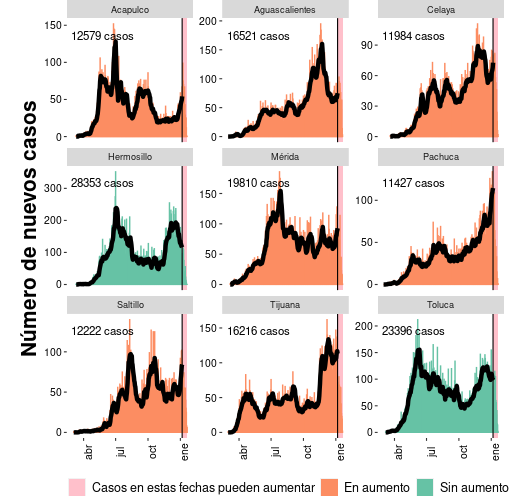 Número de nuevos casos
Acapulco
Aguascalientes
Celaya
12579 casos
16521 casos
11984 casos
150
100
50
0
200
150
100
50
0
90
60
30
0
Hermosillo
Mérida
Pachuca
28353 casos
19810 casos
11427 casos
300
200
100
0
150
100
50
0
100
50
0
Saltillo
Tijuana
Toluca
12222 casos
16216 casos
23396 casos
100
50
0
150
100
50
0
200
150
100
50
0
abr jul oct ene
abr jul oct ene
abr jul oct ene
Casos en estas fechas pueden aumentar En aumento Sin aumento